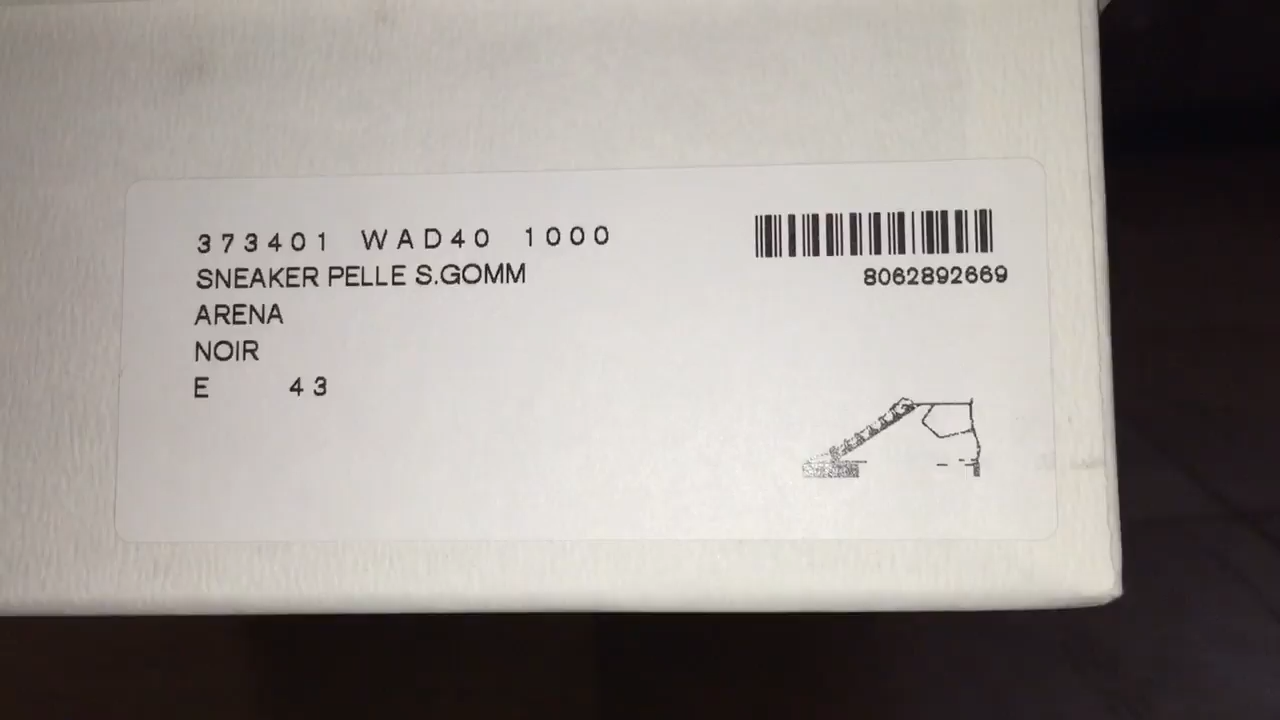 373401 WAD40 1000
SNEAKER PELLE S.GOMM
ARENA
NOIR
E 43
8062892669